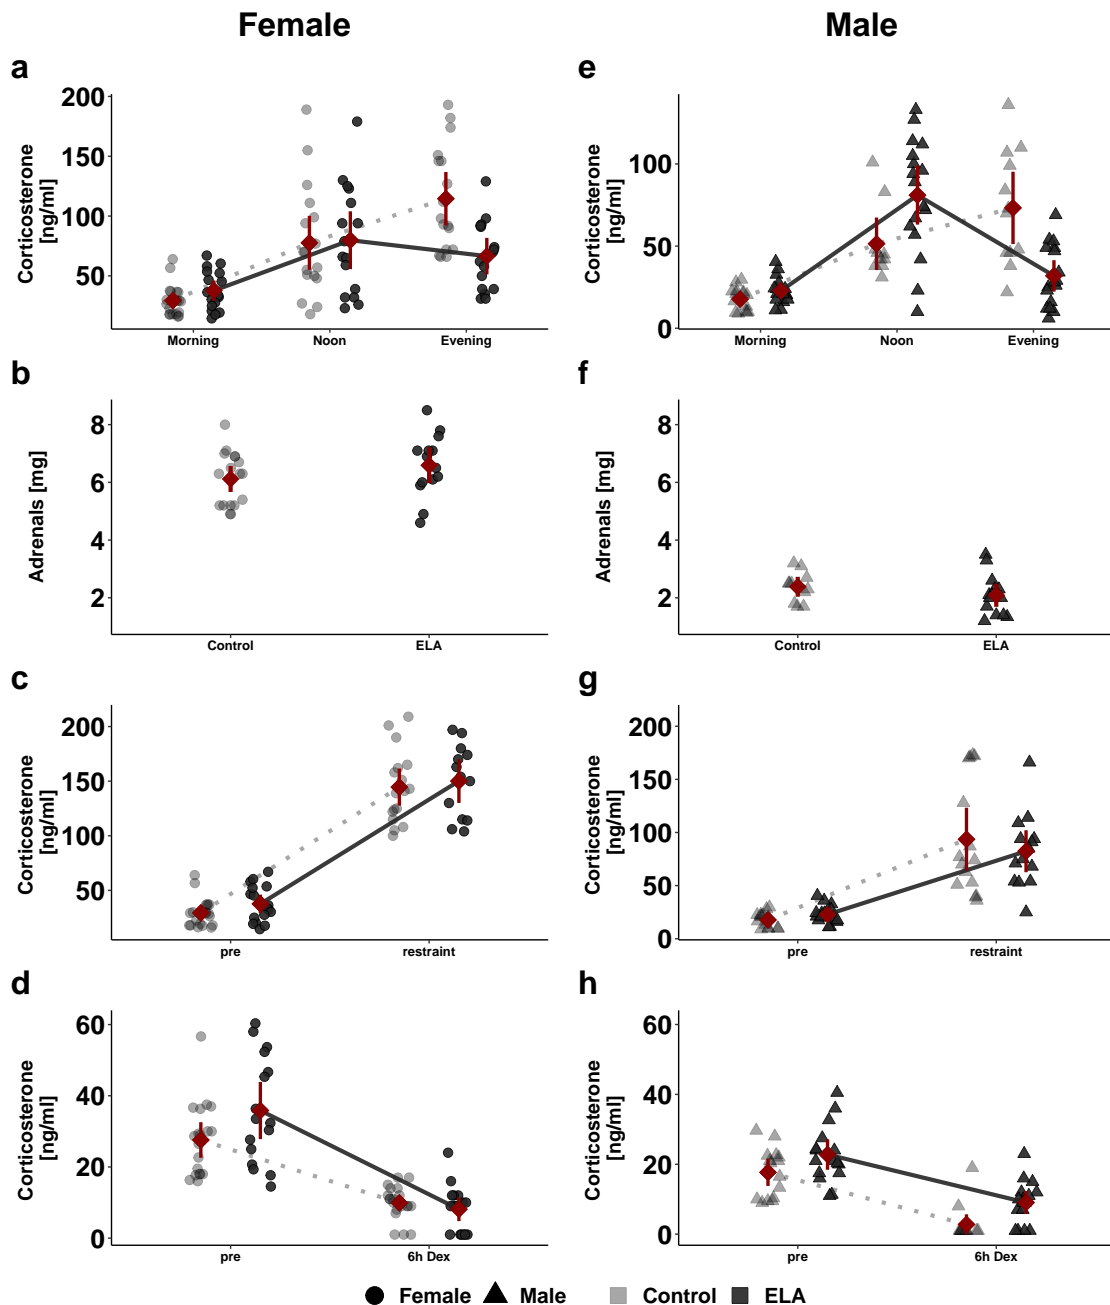 Female
Male
a
Corticosterone
[ng/ml]
200
150
100
50
Morning
Noon
Evening
e
Corticosterone
[ng/ml]
100
50
0
Morning
Noon
Evening
b
Adrenals [mg]
8
6
4
2
Control
ELA
f
Adrenals [mg]
8
6
4
2
Control
ELA
c
Corticosterone
[ng/ml]
200
150
100
50
pre
restraint
g
Corticosterone
[ng/ml]
200
150
100
50
0
pre
restraint
d
Corticosterone
[ng/ml]
60
40
20
0
pre
6h Dex
h
Corticosterone
[ng/ml]
60
40
20
0
pre
6h Dex
Female Male Control ELA